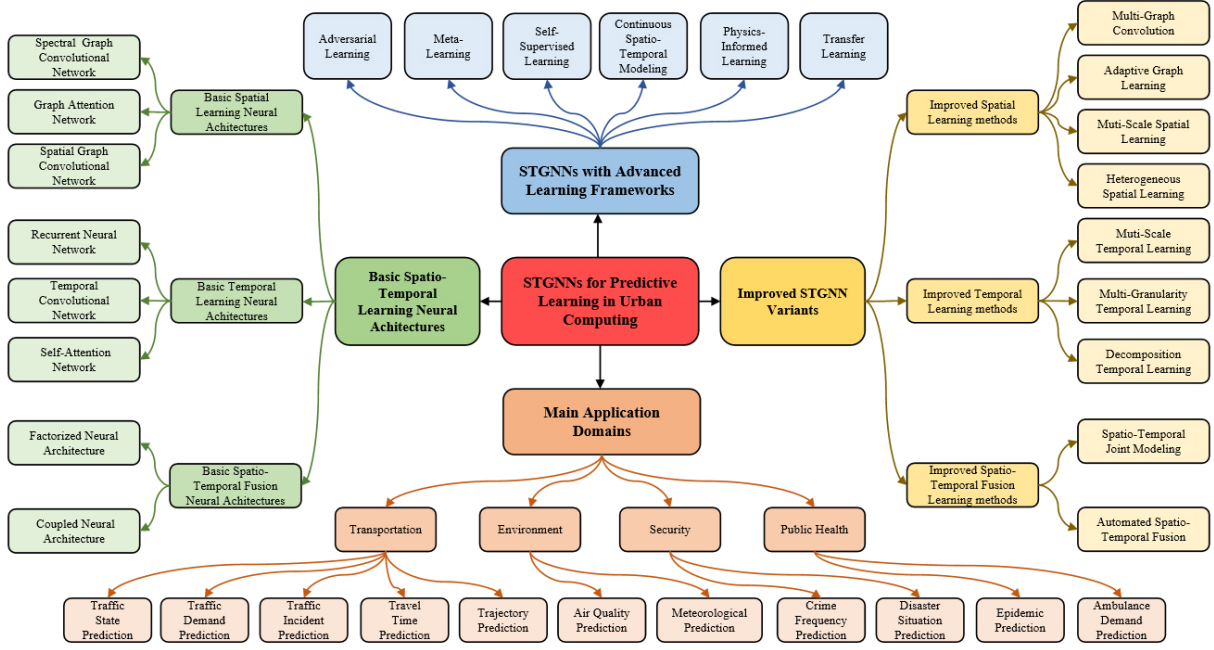 Adversarial
Learning
Meta-
Learning
Self-
Supervised
Learning
Continuous
Spatio-
Temporal
Modeling
Physics-
Informed
Learning
Transfer
Learning
STGNNs with Advanced
Learning Frameworks
Spectral Graph
Convolutional
Network
Graph Attention
Network
Spatial Graph
Convolutional
Network
Basic Spatial
Learning Neural
Achitectures
Recurrent Neural
Network
Temporal
Convolutional
Network
Self-Attention
Network
Basic Temporal
Learning Neural
Achitectures
Factorized Neural
Architecture
Coupled Neural
Architecture
Basic Spatio-
Temporal Fusion
Neural Achitectures
Basic Spatio-
Temporal
Learning Neural
Achitectures
STGNNs for Predictive
Learning in Urban
Computing
Improved STGNN
Variants
Improved Spatial
Learning methods
Multi-Graph
Convolution
Adaptive Graph
Learning
Muti-Scale Spatial
Learning
Heterogeneous
Spatial Learning
Improved Temporal
Learning methods
Muti-Scale
Temporal Learning
Multi-Granularity
Temporal Learning
Decomposition
Temporal Learning
Improved Spatio-
Temporal Fusion
Learning methods
Spatio-Temporal
Joint Modeling
Automated Spatio-
Temporal Fusion
Main Application
Domains
Transportation
Environment
Security
Public Health
Traffic
State
Prediction
Traffic
Demand
Prediction
Traffic
Incident
Prediction
Travel
Time
Prediction
Trajectory
Prediction
Air Quality
Prediction
Meteorological
Prediction
Crime
Frequency
Prediction
Disaster
Situation
Prediction
Epidemic
Prediction
Ambulance
Demand
Prediction